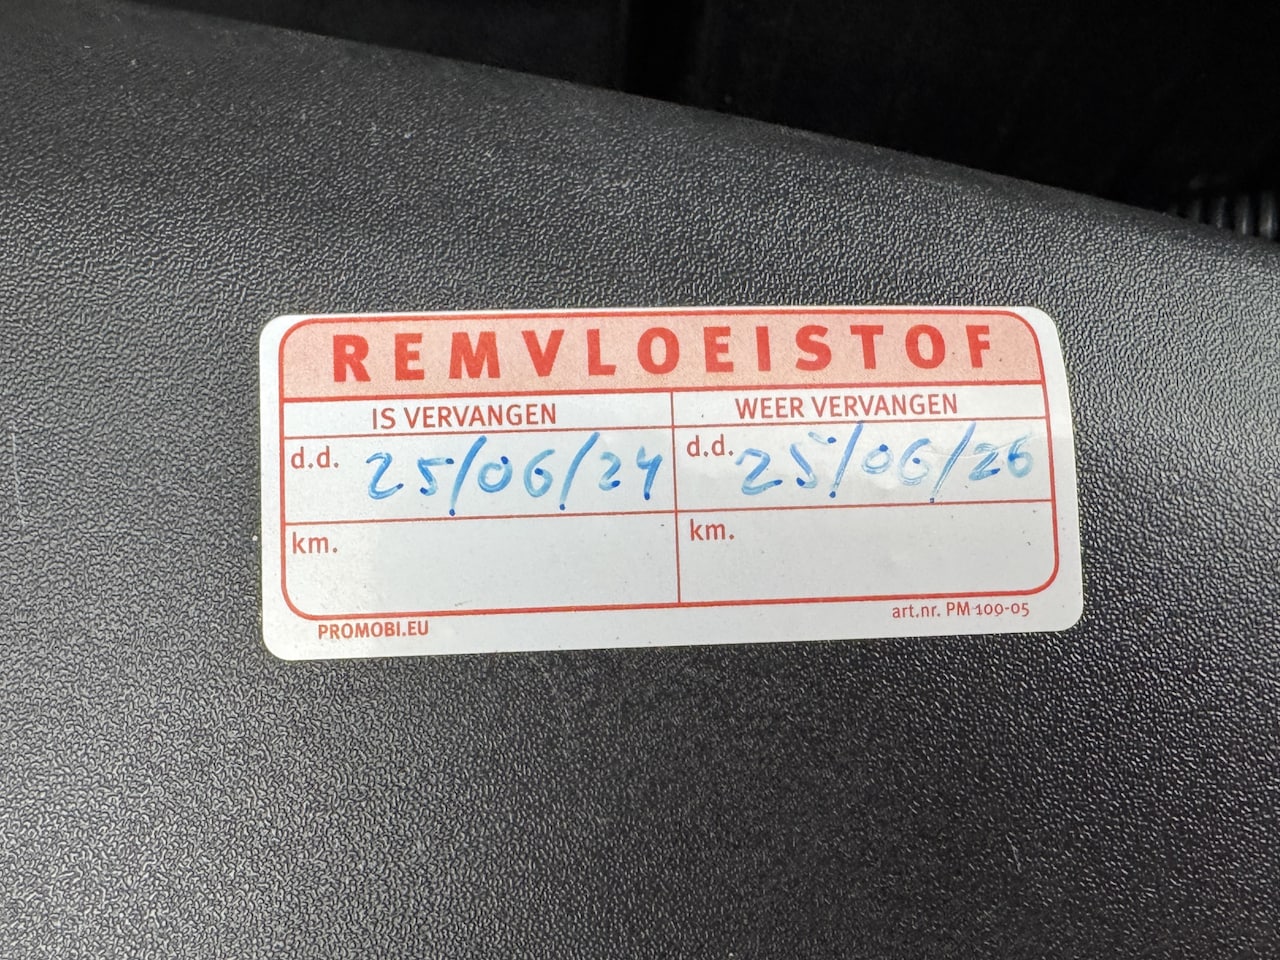 REMVLOEISTOF
IS VERVANGEN WEER VERVANGEN
d.d. 25/06/24 d.d. 25/06/26
km. km.
PROMOBI.EU art.nr. PM 100-05